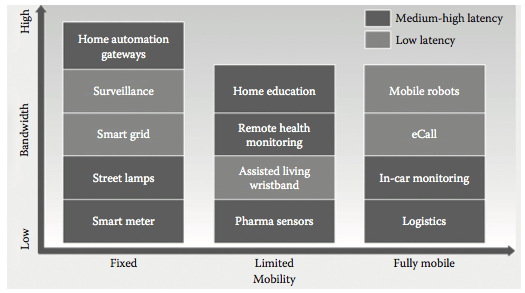 High
Bandwidth
Low
Medium-high latency
Low latency
Home automation
gateways
Surveillance
Smart grid
Street lamps
Smart meter
Home education
Remote health
monitoring
Assisted living
wristband
Pharma sensors
Mobile robots
eCall
In-car monitoring
Logistics
Fixed
Limited
Fully mobile
Mobility